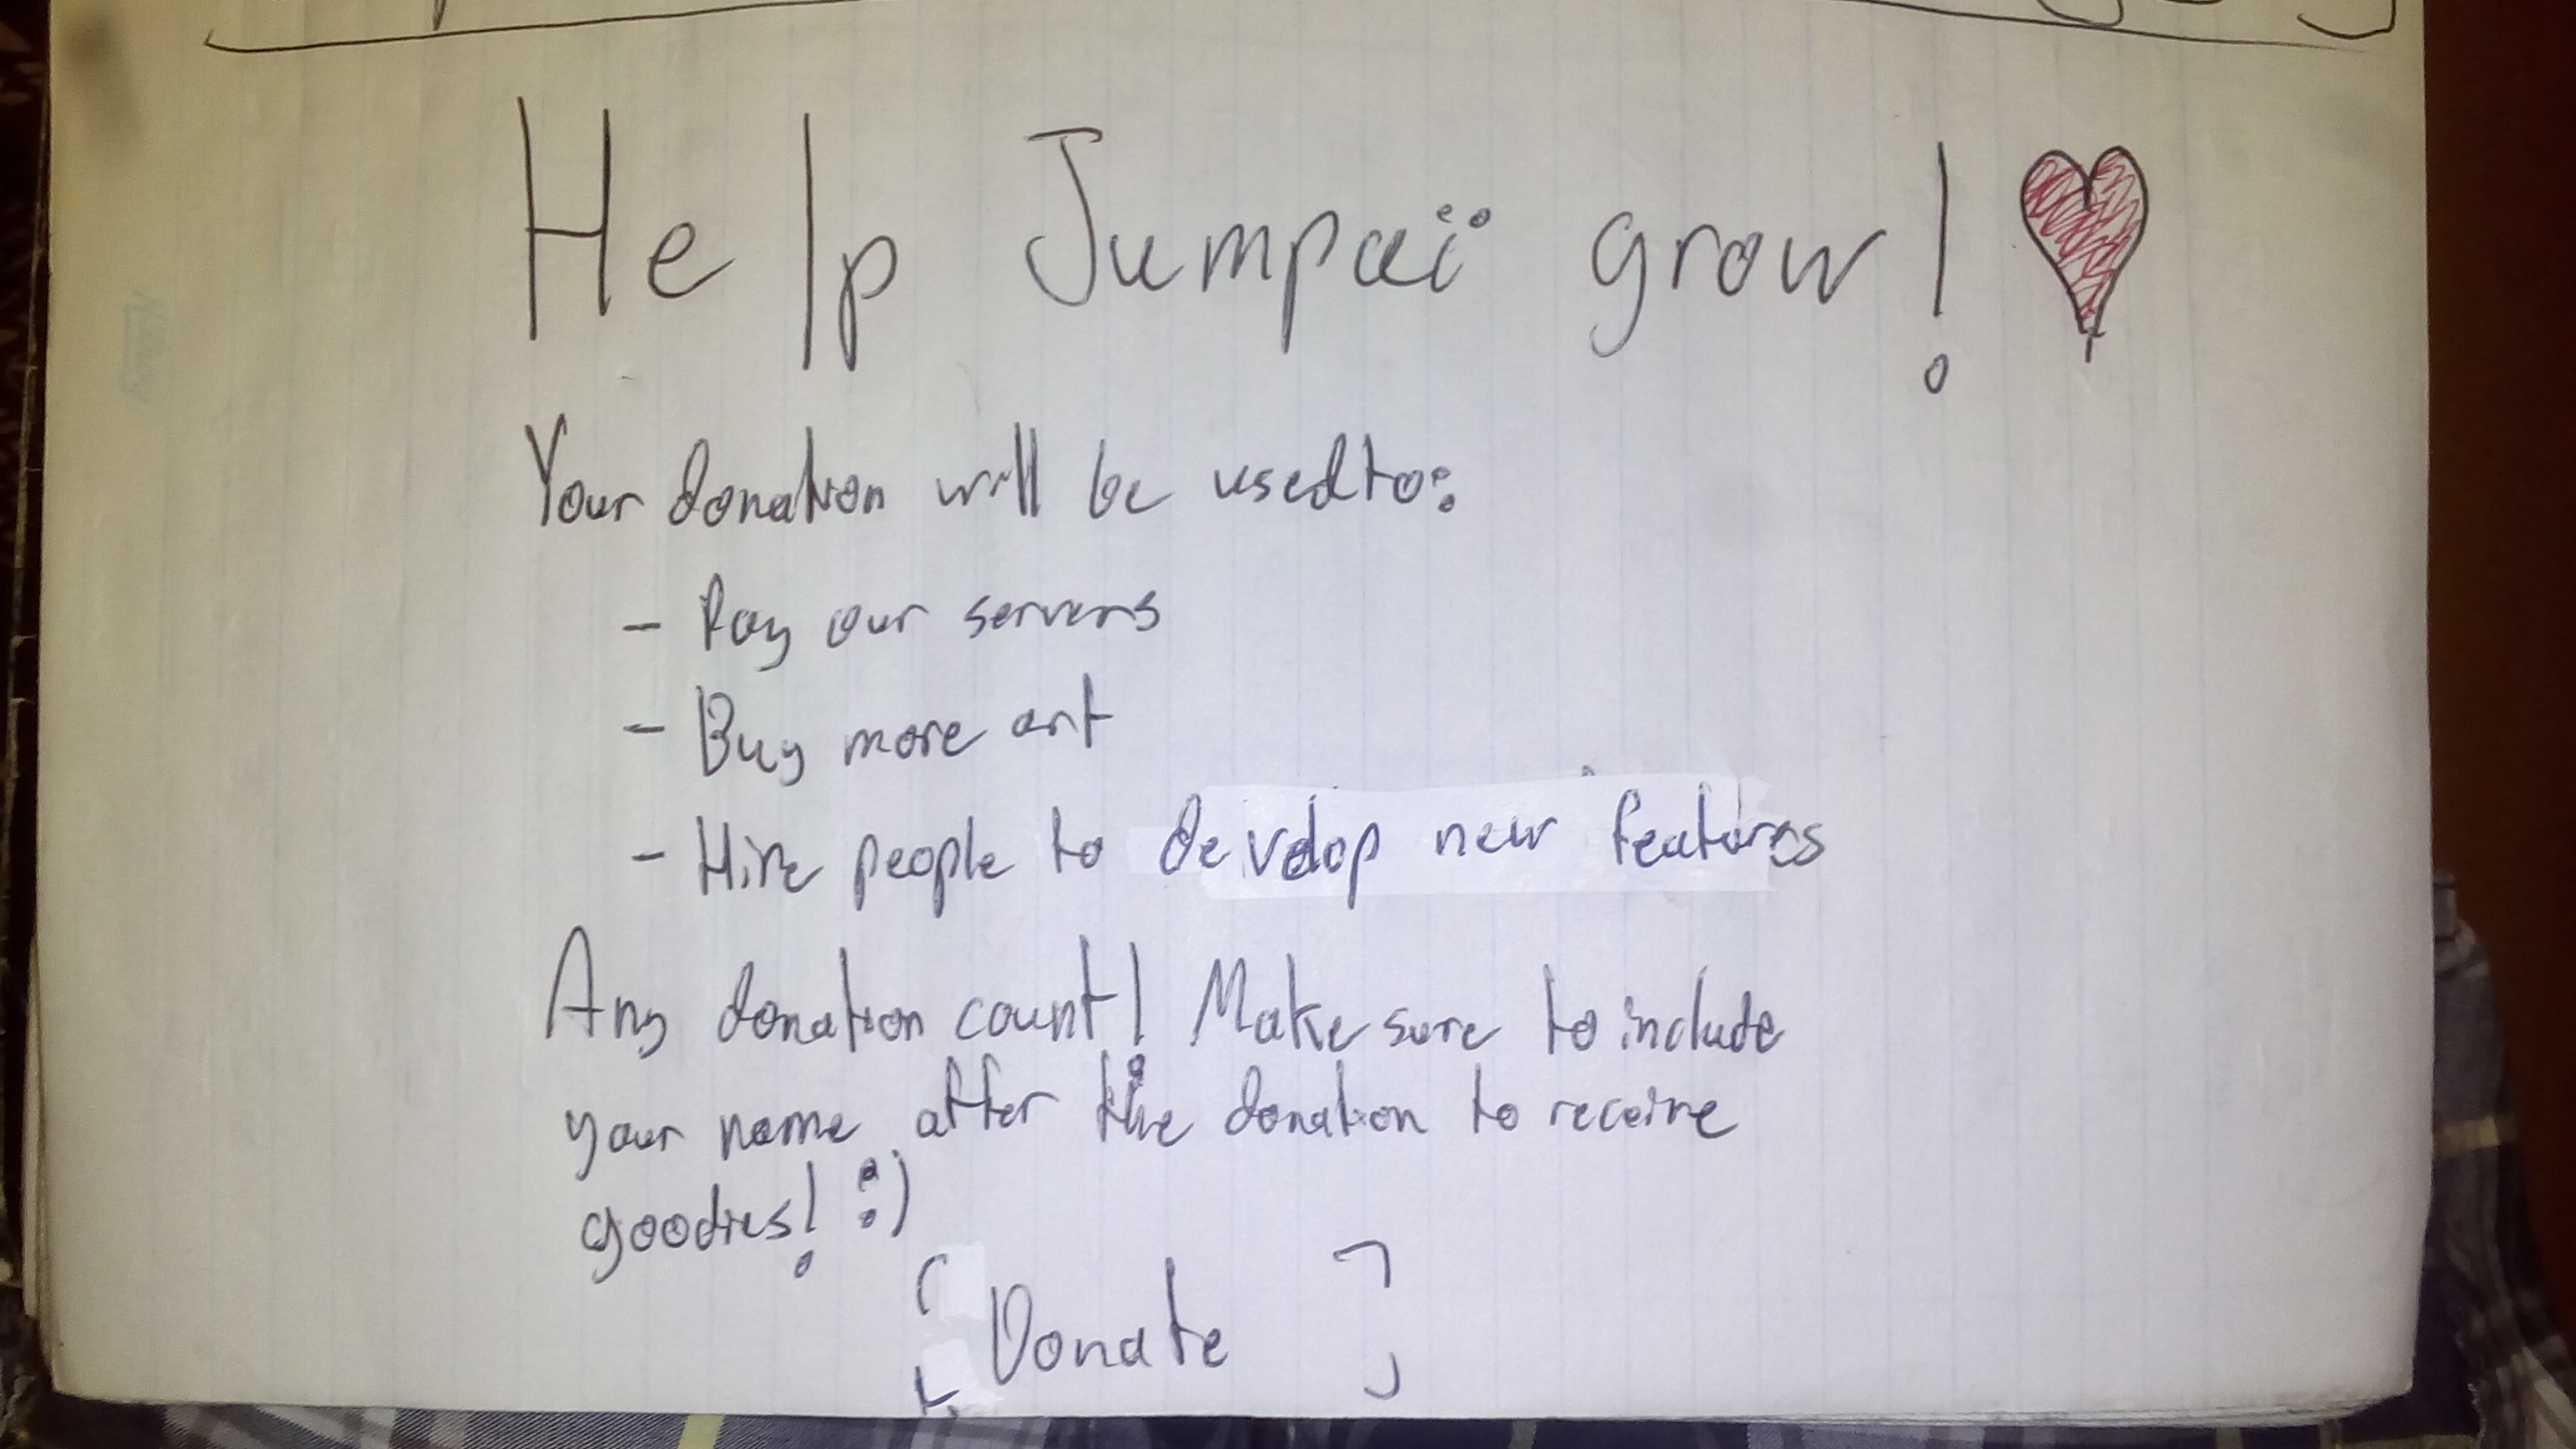 Help Jumpaï grow!
Your donation will be used to:
- Pay our servers
- Buy more art
- Hire people to develop new features
Any donation count! Make sure to include
your name after the donation to receive
goodies! :)
[Donate]